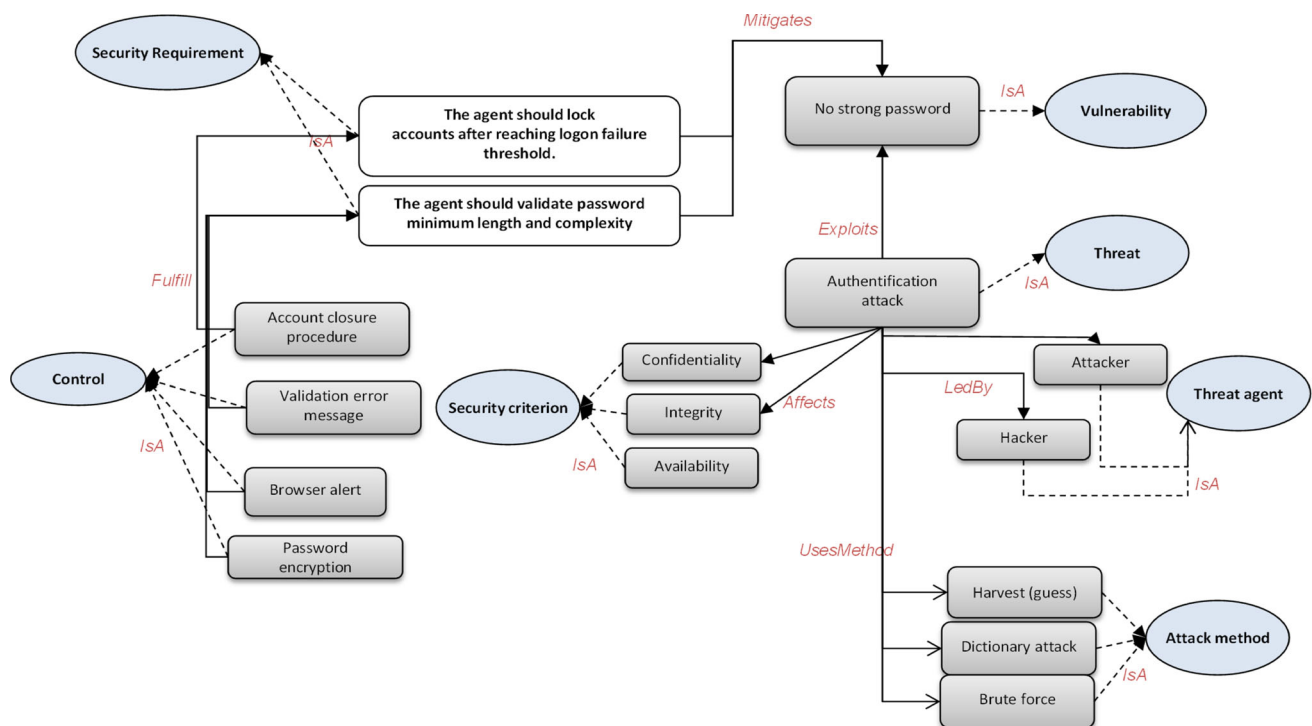 Mitigates
Security Requirement
No strong password
IsA
Vulnerability
The agent should lock
accounts after reaching logon failure
threshold.
IsA
The agent should validate password
minimum length and complexity
Exploits
Threat
IsA
Fulfill
Authentification
attack
Account closure
procedure
Confidentiality
Attacker
Control
LedBy
Threat agent
Validation error
message
Security criterion
Integrity
Affects
Hacker
IsA
IsA
Availability
IsA
Browser alert
Password
encryption
UsesMethod
Harvest (guess)
Dictionary attack
Attack method
IsA
Brute force